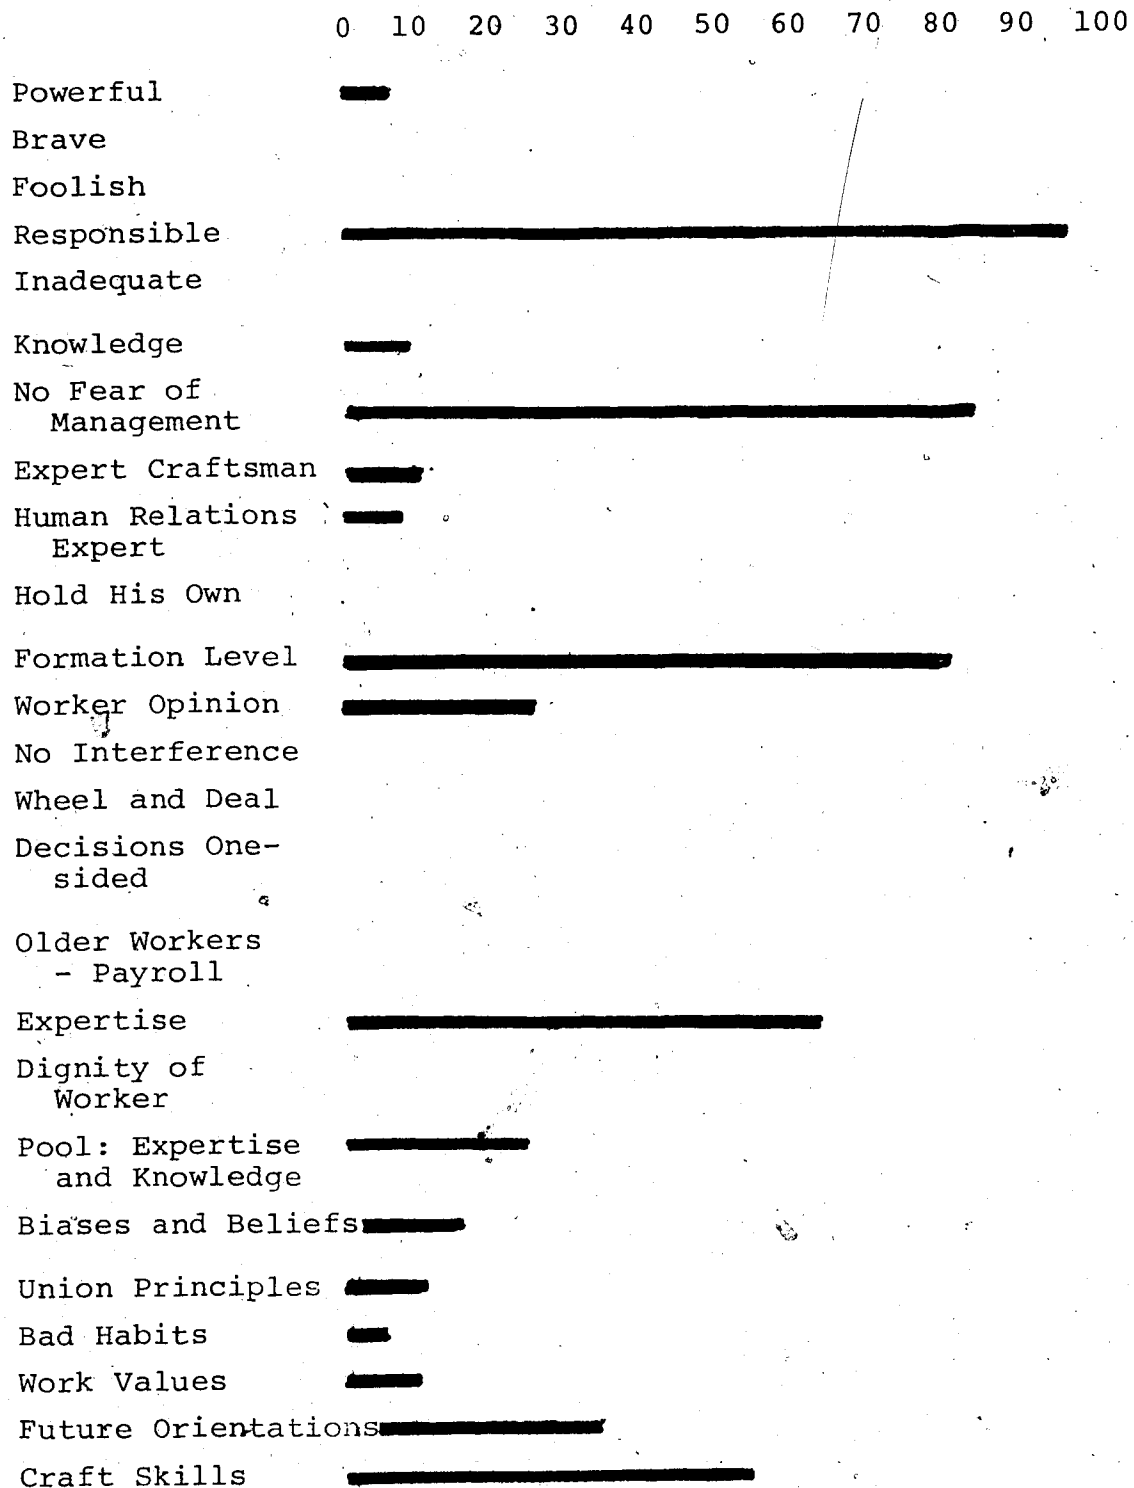 0 10 20 30 40 50 60 70 80 90 100
Powerful
Brave
Foolish
Responsible
Inadequate
Knowledge
No Fear of
Management
Expert Craftsman
Human Relations
Expert
Hold His Own
Formation Level
Worker Opinion
No Interference
Wheel and Deal
Decisions One-
sided
Older Workers
- Payroll
Expertise
Dignity of
Worker
Pool: Expertise
and Knowledge
Biases and Beliefs
Union Principles
Bad Habits
Work Values
Future Orientations
Craft Skills